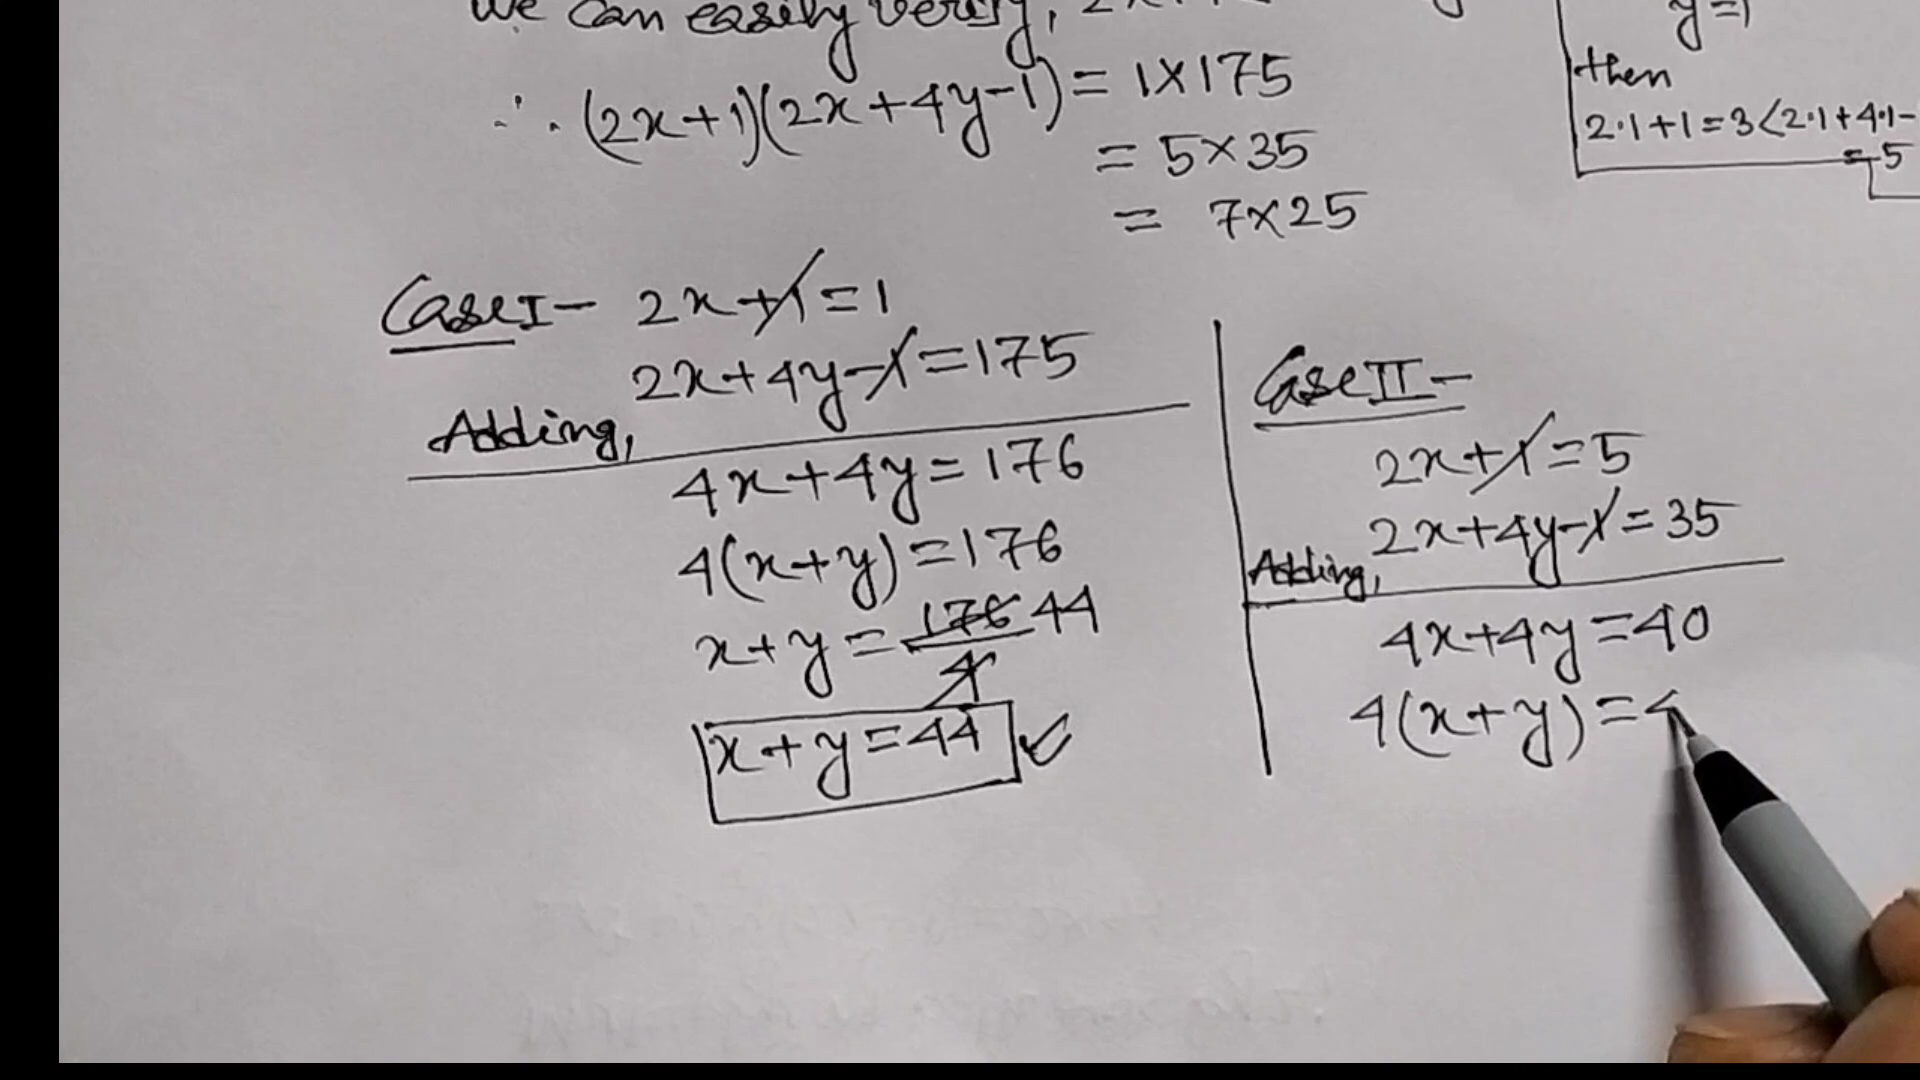 We can easily verify, 2x+1
∴ (2x+1)(2x+4y-1) = 1×175
= 5×35
= 7×25
y=1
then
2·1+1=3<2·1+4·1-
=5
Case I - 2x+1=1
2x+4y-1=175
Adding,
4x+4y=176
4(x+y)=176
x+y=176/4 44
x+y=44 ✓
Case II -
2x+1=5
2x+4y-1=35
Adding,
4x+4y=40
4(x+y)=4